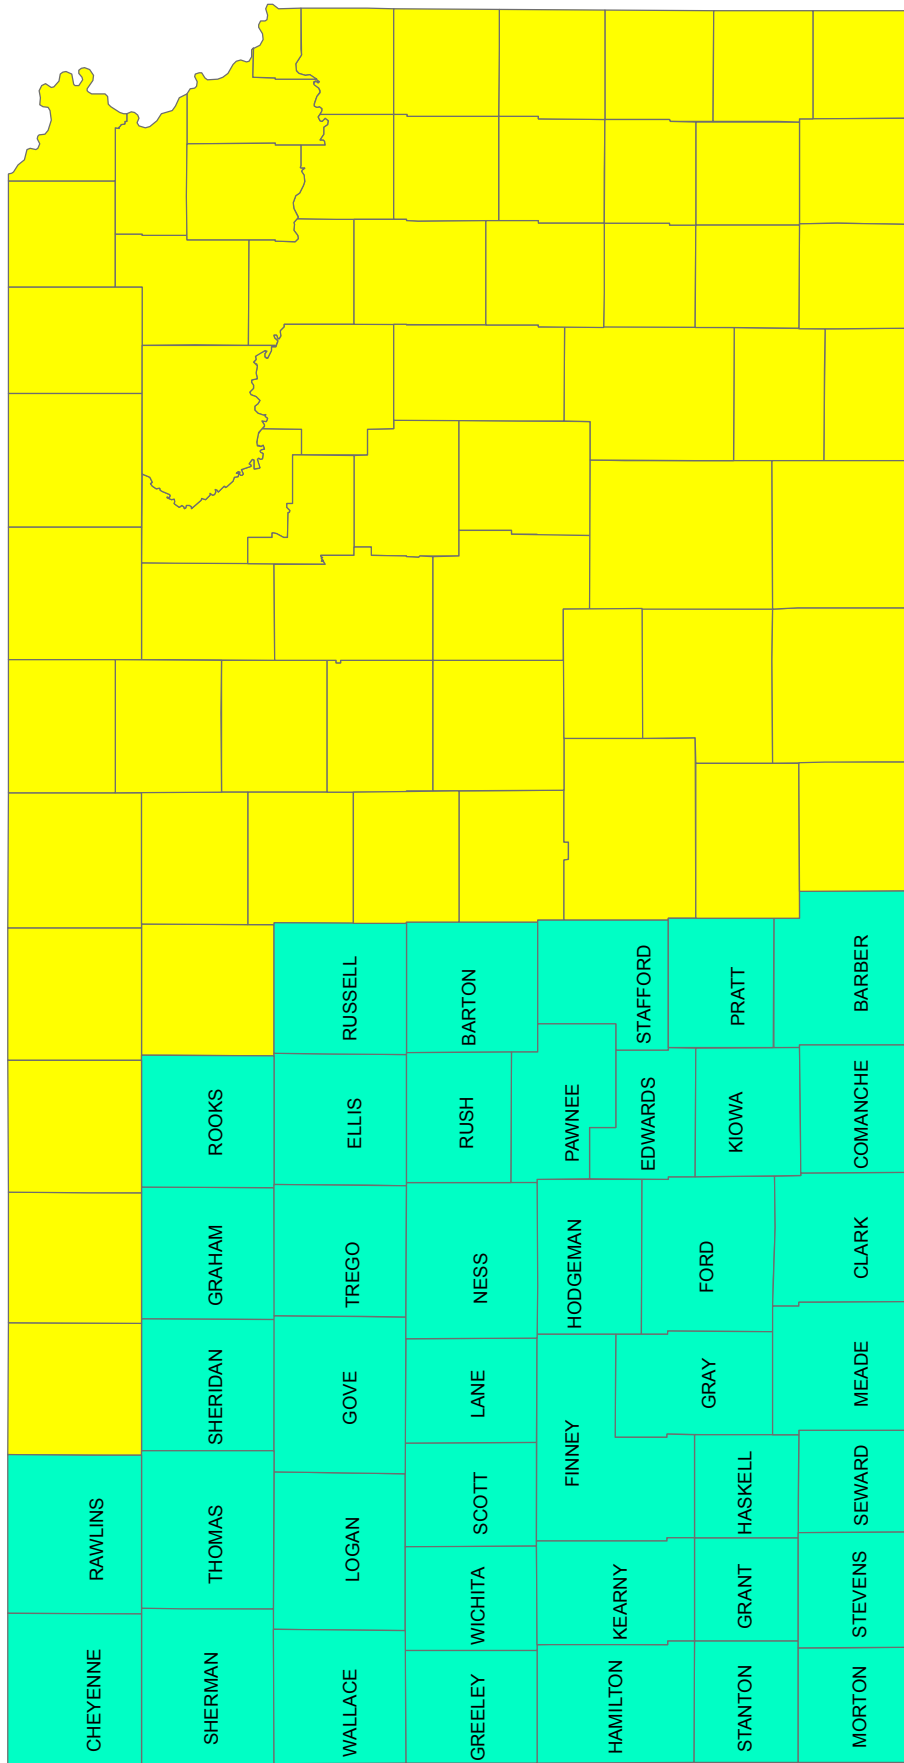 CHEYENNE
RAWLINS
SHERMAN
THOMAS
SHERIDAN
GRAHAM
ROOKS
WALLACE
LOGAN
GOVE
TREGO
ELLIS
RUSSELL
GREELEY
WICHITA
SCOTT
LANE
NESS
RUSH
BARTON
HAMILTON
KEARNY
FINNEY
HODGEMAN
PAWNEE
STAFFORD
EDWARDS
STANTON
GRANT
HASKELL
GRAY
FORD
KIOWA
PRATT
MORTON
STEVENS
SEWARD
MEADE
CLARK
COMANCHE
BARBER